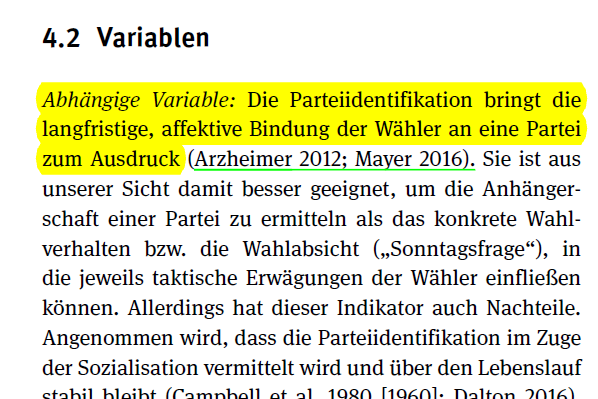 4.2 Variablen
Abhängige Variable: Die Parteiidentifikation bringt die
langfristige, affektive Bindung der Wähler an eine Partei
zum Ausdruck (Arzheimer 2012; Mayer 2016). Sie ist aus
unserer Sicht damit besser geeignet, um die Anhänger-
schaft einer Partei zu ermitteln als das konkrete Wahl-
verhalten bzw. die Wahlabsicht („Sonntagsfrage“), in
die jeweils taktische Erwägungen der Wähler einfließen
können. Allerdings hat dieser Indikator auch Nachteile.
Angenommen wird, dass die Parteiidentifikation im Zuge
der Sozialisation vermittelt wird und über den Lebenslauf
stabil bleibt (Campbell et al. 1980 [1960]; Dalton 2016).